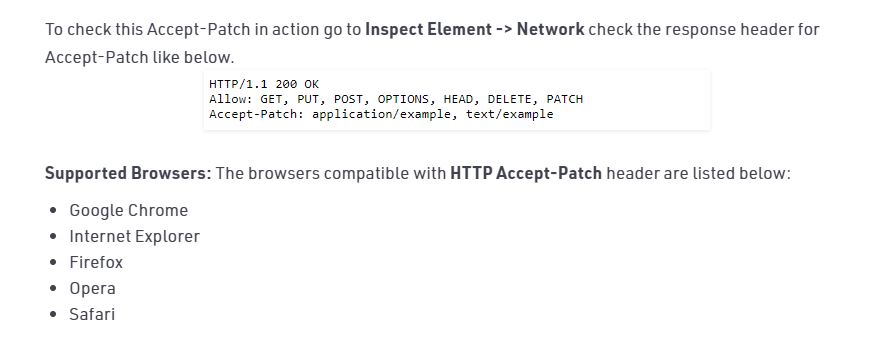 To check this Accept-Patch in action go to Inspect Element -> Network check the response header for
Accept-Patch like below.
HTTP/1.1 200 OK
Allow: GET, PUT, POST, OPTIONS, HEAD, DELETE, PATCH
Accept-Patch: application/example, text/example
Supported Browsers: The browsers compatible with HTTP Accept-Patch header are listed below:
• Google Chrome
• Internet Explorer
• Firefox
• Opera
• Safari